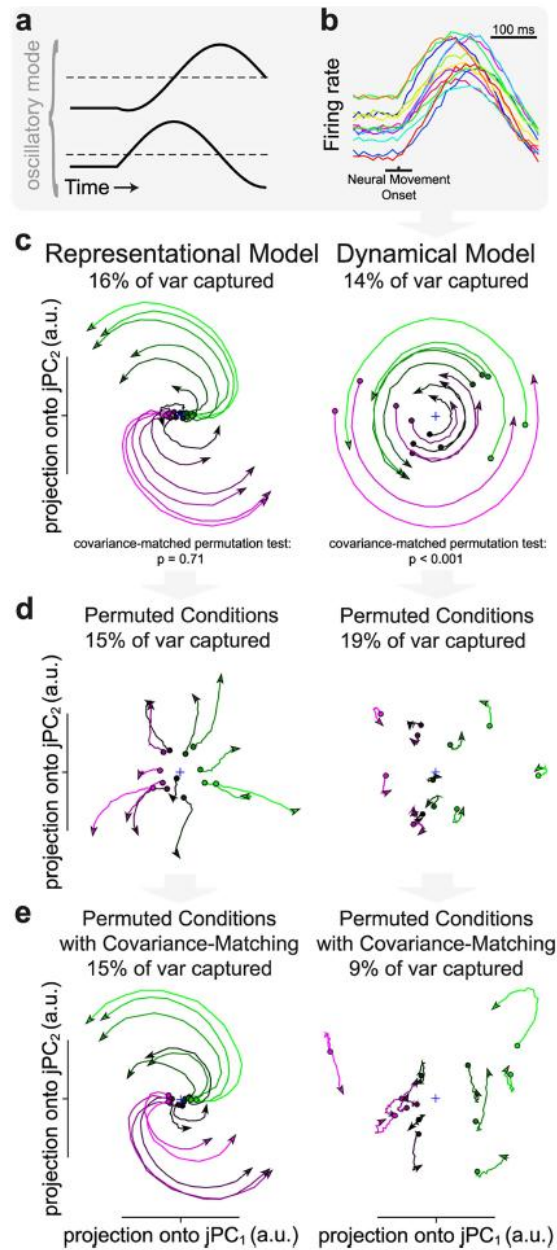 a
oscillatory mode
Time →
b
100 ms
Firing rate
Neural Movement
Onset
c
Representational Model
16% of var captured
Dynamical Model
14% of var captured
projection onto jPC₂ (a.u.)
covariance-matched permutation test:
p = 0.71
covariance-matched permutation test:
p < 0.001
d
Permuted Conditions
15% of var captured
Permuted Conditions
19% of var captured
projection onto jPC₂ (a.u.)
e
Permuted Conditions
with Covariance-Matching
15% of var captured
Permuted Conditions
with Covariance-Matching
9% of var captured
projection onto jPC₂ (a.u.)
projection onto jPC₁ (a.u.)
projection onto jPC₁ (a.u.)